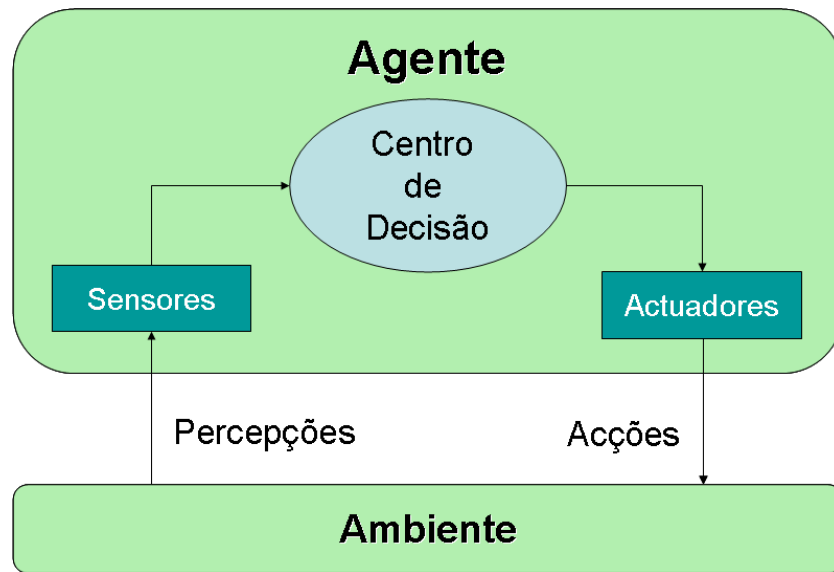 Agente
Centro
de
Decisão
Sensores
Actuadores
Percepções
Acções
Ambiente